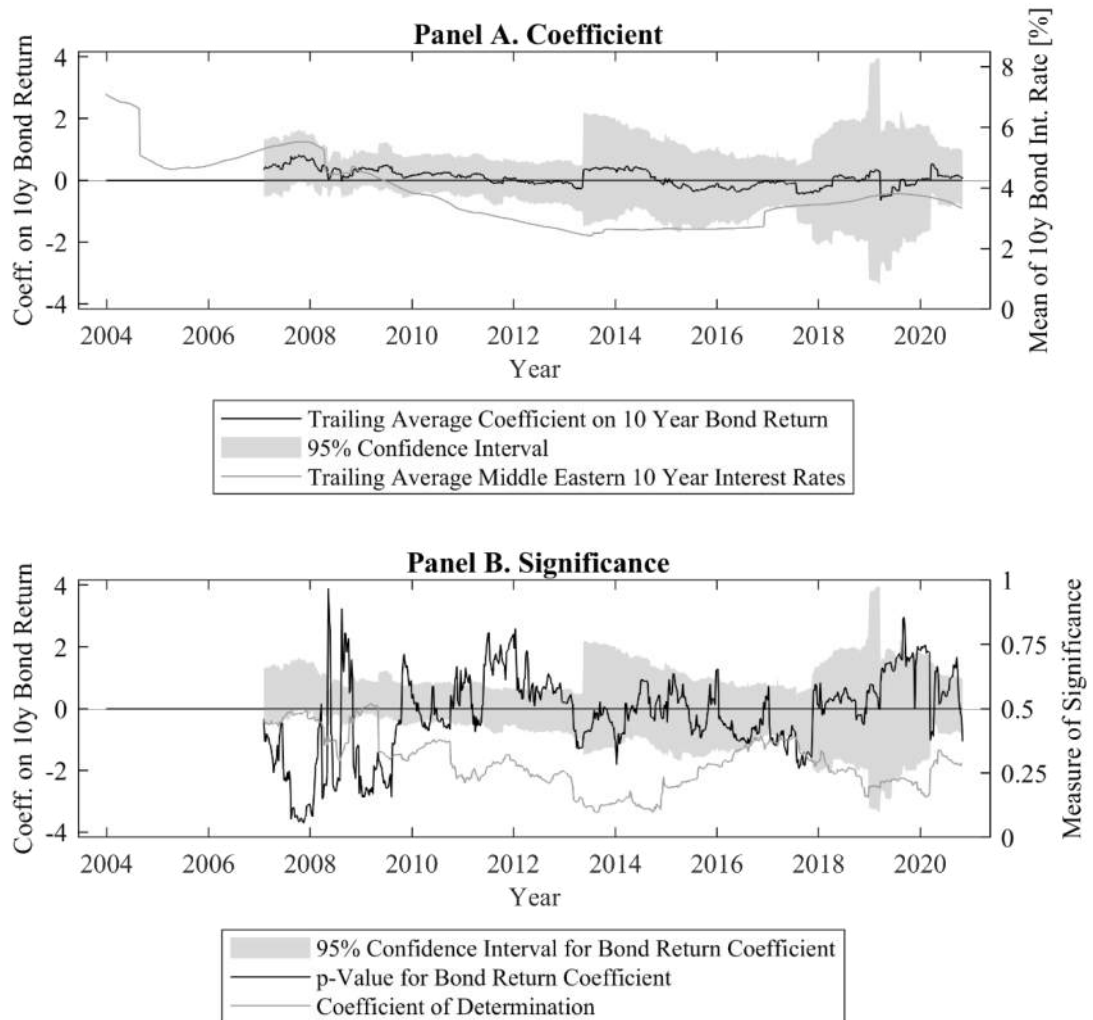 Panel A. Coefficient
Coeff. on 10y Bond Return
4
2
0
-2
-4
8
6
4
2
0
Mean of 10y Bond Int. Rate [%]
2004 2006 2008 2010 2012 2014 2016 2018 2020
Year
Trailing Average Coefficient on 10 Year Bond Return
95% Confidence Interval
Trailing Average Middle Eastern 10 Year Interest Rates
Panel B. Significance
Coeff. on 10y Bond Return
4
2
0
-2
-4
1
0.75
0.5
0.25
0
Measure of Significance
2004 2006 2008 2010 2012 2014 2016 2018 2020
Year
95% Confidence Interval for Bond Return Coefficient
p-Value for Bond Return Coefficient
Coefficient of Determination